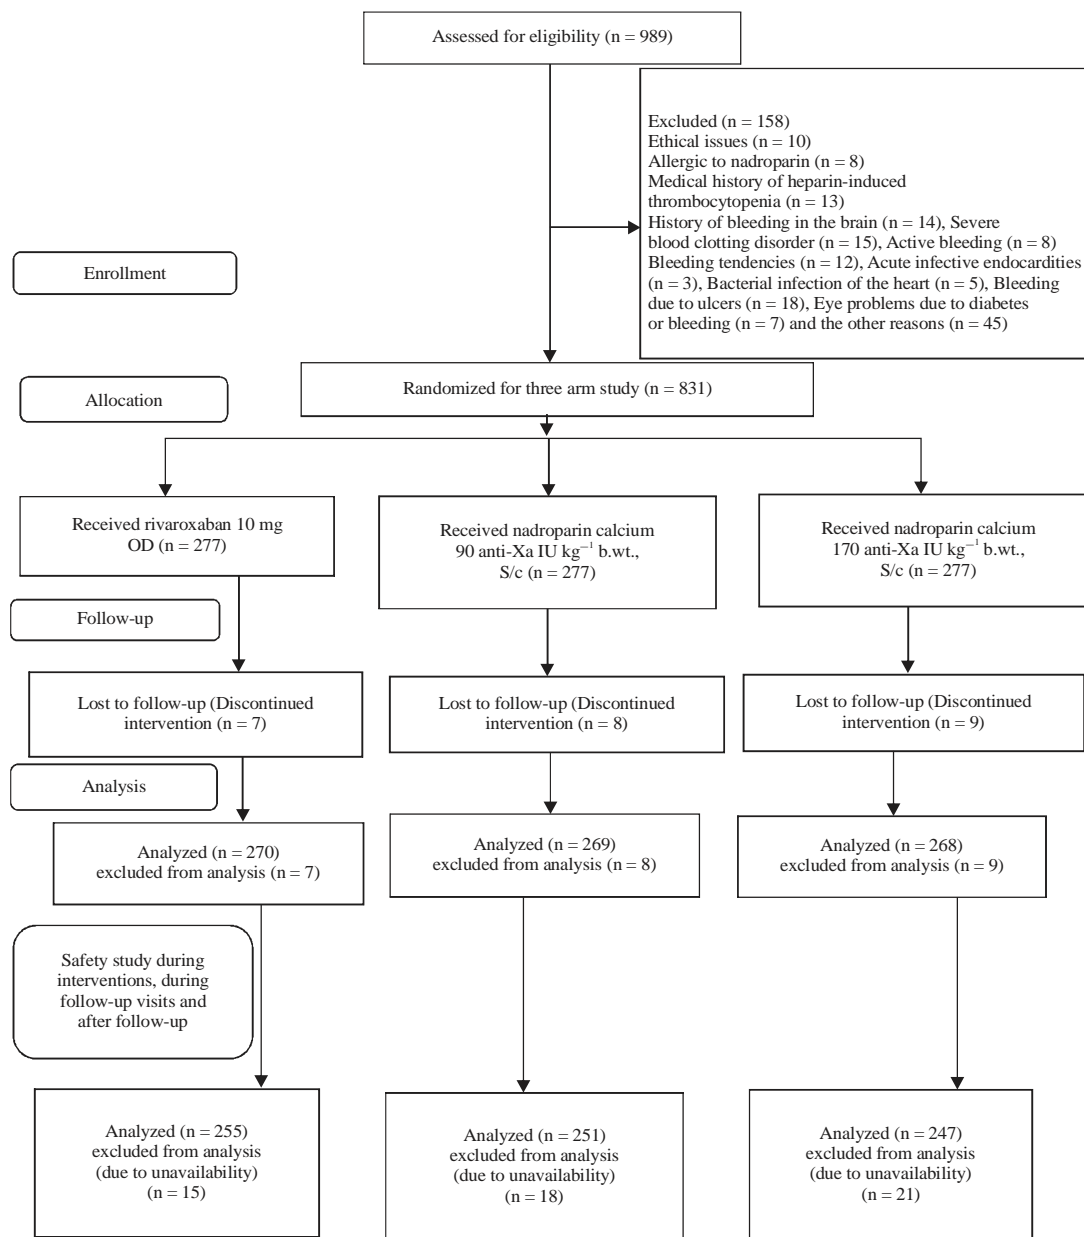 Assessed for eligibility (n = 989)
Excluded (n = 158)
Ethical issues (n = 10)
Allergic to nadroparin (n = 8)
Medical history of heparin-induced
thrombocytopenia (n = 13)
History of bleeding in the brain (n = 14), Severe
blood clotting disorder (n = 15), Active bleeding (n = 8)
Bleeding tendencies (n = 12), Acute infective endocardities
(n = 3), Bacterial infection of the heart (n = 5), Bleeding
due to ulcers (n = 18), Eye problems due to diabetes
or bleeding (n = 7) and the other reasons (n = 45)
Enrollment
Randomized for three arm study (n = 831)
Allocation
Received rivaroxaban 10 mg
OD (n = 277)
Received nadroparin calcium
90 anti-Xa IU kg⁻¹ b.wt.,
S/c (n = 277)
Received nadroparin calcium
170 anti-Xa IU kg⁻¹ b.wt.,
S/c (n = 277)
Follow-up
Lost to follow-up (Discontinued
intervention (n = 7)
Lost to follow-up (Discontinued
intervention (n = 8)
Lost to follow-up (Discontinued
intervention (n = 9)
Analysis
Analyzed (n = 270)
excluded from analysis (n = 7)
Analyzed (n = 269)
excluded from analysis (n = 8)
Analyzed (n = 268)
excluded from analysis (n = 9)
Safety study during
interventions, during
follow-up visits and
after follow-up
Analyzed (n = 255)
excluded from analysis
(due to unavailability)
(n = 15)
Analyzed (n = 251)
excluded from analysis
(due to unavailability)
(n = 18)
Analyzed (n = 247)
excluded from analysis
(due to unavailability)
(n = 21)